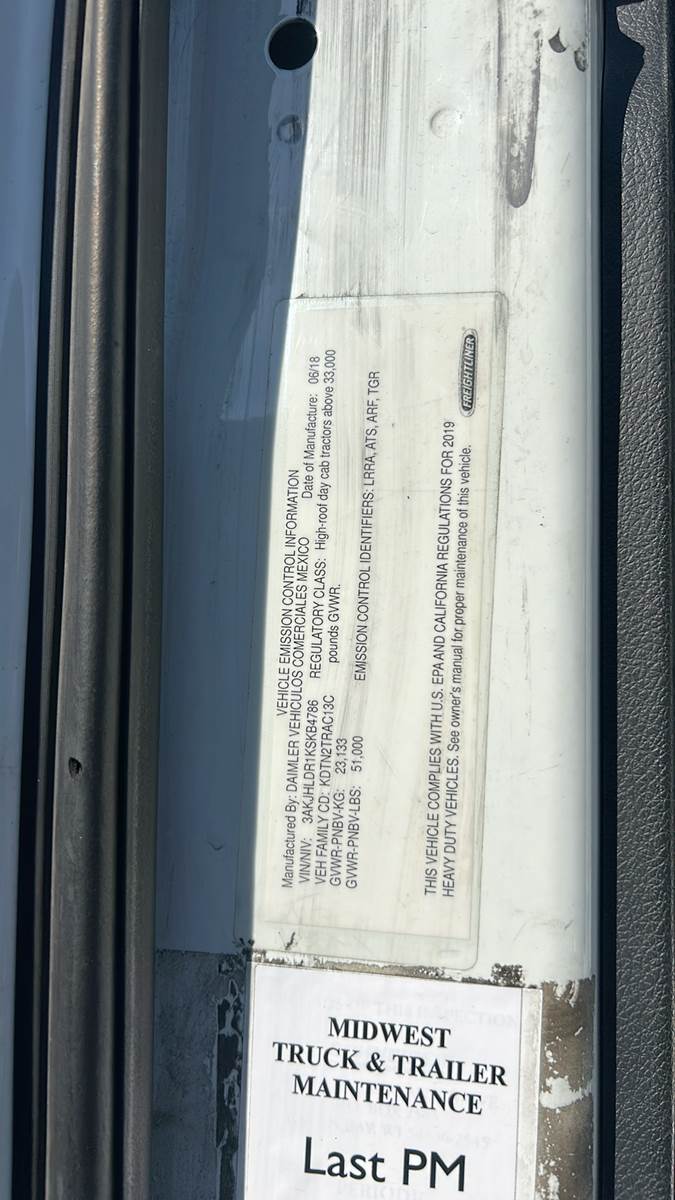 VEHICLE EMISSION CONTROL INFORMATION
Manufactured By: DAIMLER VEHICULOS COMERCIALES MEXICO
VIN/NIV: 3AKJHLDR1KSKB4786 Date of Manufacture: 06/18
VEH FAMILY CD: KDTN2TRAC13C REGULATORY CLASS: High-roof day cab tractors above 33,000
GVWR-PNBV-KG: 23,133 pounds GVWR.
GVWR-PNBV-LBS: 51,000
EMISSION CONTROL IDENTIFIERS: LRRA, ATS, ARF, TGR
THIS VEHICLE COMPLIES WITH U.S. EPA AND CALIFORNIA REGULATIONS FOR 2019
HEAVY DUTY VEHICLES. See owner's manual for proper maintenance of this vehicle.
FREIGHTLINER
MIDWEST
TRUCK & TRAILER
MAINTENANCE
Last PM